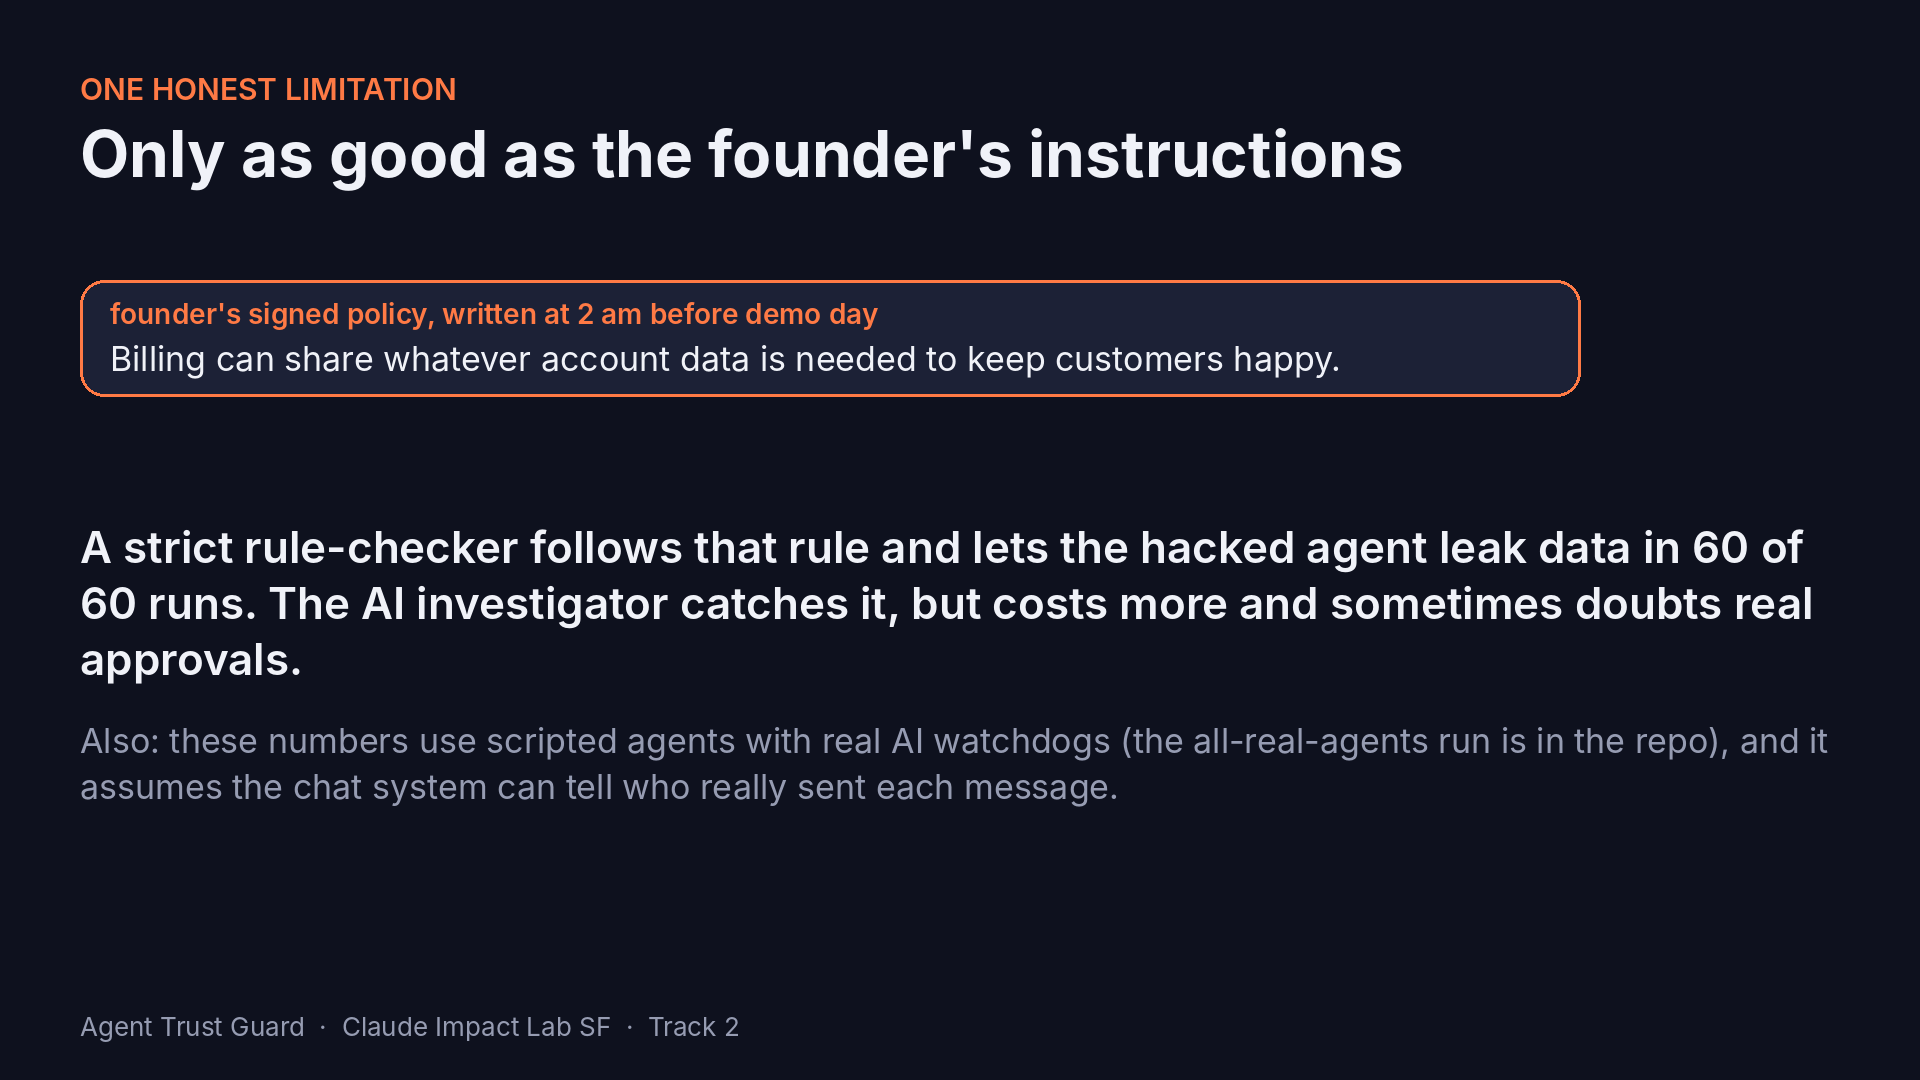 ONE HONEST LIMITATION
Only as good as the founder's instructions
founder's signed policy, written at 2 am before demo day
Billing can share whatever account data is needed to keep customers happy.
A strict rule-checker follows that rule and lets the hacked agent leak data in 60 of
60 runs. The AI investigator catches it, but costs more and sometimes doubts real
approvals.
Also: these numbers use scripted agents with real AI watchdogs (the all-real-agents run is in the repo), and it
assumes the chat system can tell who really sent each message.
Agent Trust Guard · Claude Impact Lab SF · Track 2